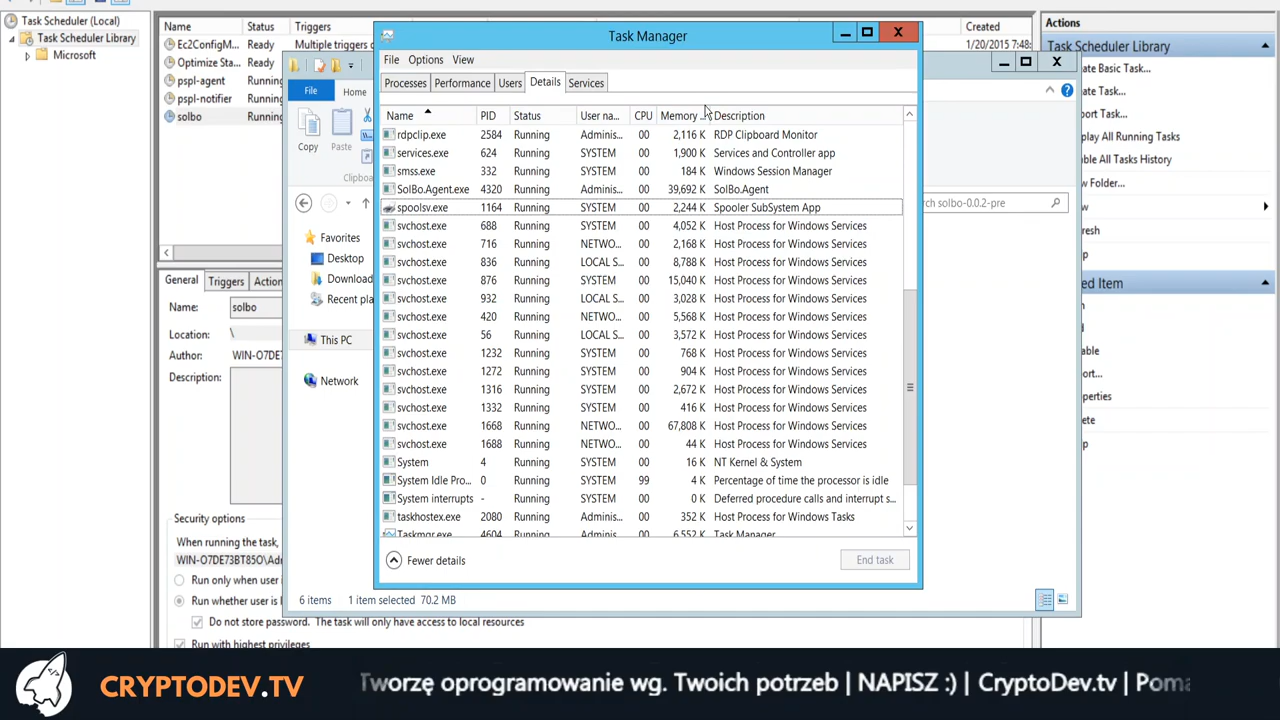 Task Scheduler (Local)
Task Scheduler Library
Microsoft
Name Status Triggers Created
Ec2ConfigM... Ready Multiple triggers 1/20/2015 7:48:
Optimize Sta... Ready
pspl-agent Running
pspl-notifier Running
solbo Running
General Triggers Action
Name: solbo
Location: \
Author: WIN-O7DE7
Description:
Security options
When running the task,
WIN-O7DE73BT85O\Ad
Run only when user i
Run whether user is l
Do not store password. The task will only have access to local resources
Run with highest privileges
File Home
Copy Paste
Clipboa
Favorites
Desktop
Download
Recent pla
This PC
Network
rch solbo-0.0.2-pre
6 items 1 item selected 70.2 MB
Task Manager
File Options View
Processes Performance Users Details Services
Name PID Status User na... CPU Memory ... Description
rdpclip.exe 2584 Running Adminis... 00 2,116 K RDP Clipboard Monitor
services.exe 624 Running SYSTEM 00 1,900 K Services and Controller app
smss.exe 332 Running SYSTEM 00 184 K Windows Session Manager
SolBo.Agent.exe 4320 Running Adminis... 00 39,692 K SolBo.Agent
spoolsv.exe 1164 Running SYSTEM 00 2,244 K Spooler SubSystem App
svchost.exe 688 Running SYSTEM 00 4,052 K Host Process for Windows Services
svchost.exe 716 Running NETWO... 00 2,168 K Host Process for Windows Services
svchost.exe 836 Running LOCAL S... 00 8,788 K Host Process for Windows Services
svchost.exe 876 Running SYSTEM 00 15,040 K Host Process for Windows Services
svchost.exe 932 Running LOCAL S... 00 3,028 K Host Process for Windows Services
svchost.exe 420 Running NETWO... 00 5,568 K Host Process for Windows Services
svchost.exe 56 Running LOCAL S... 00 3,572 K Host Process for Windows Services
svchost.exe 1232 Running SYSTEM 00 768 K Host Process for Windows Services
svchost.exe 1272 Running SYSTEM 00 904 K Host Process for Windows Services
svchost.exe 1316 Running SYSTEM 00 2,672 K Host Process for Windows Services
svchost.exe 1332 Running SYSTEM 00 416 K Host Process for Windows Services
svchost.exe 1668 Running NETWO... 00 67,808 K Host Process for Windows Services
svchost.exe 1688 Running NETWO... 00 44 K Host Process for Windows Services
System 4 Running SYSTEM 00 16 K NT Kernel & System
System Idle Pro... 0 Running SYSTEM 99 4 K Percentage of time the processor is idle
System interrupts - Running SYSTEM 00 0 K Deferred procedure calls and interrupt s...
taskhostex.exe 2080 Running Adminis... 00 352 K Host Process for Windows Tasks
Taskmgr.exe 4604 Running Adminis... 00 6,552 K Task Manager
Fewer details End task
Actions
Task Scheduler Library
ate Basic Task...
ate Task...
ort Task...
play All Running Tasks
ble All Tasks History
v Folder...
resh
p
ed Item
d
able
ort...
perties
ete
p
CRYPTODEV.TV
Tworzę oprogramowanie wg. Twoich potrzeb | NAPISZ :) | CryptoDev.tv | Poma